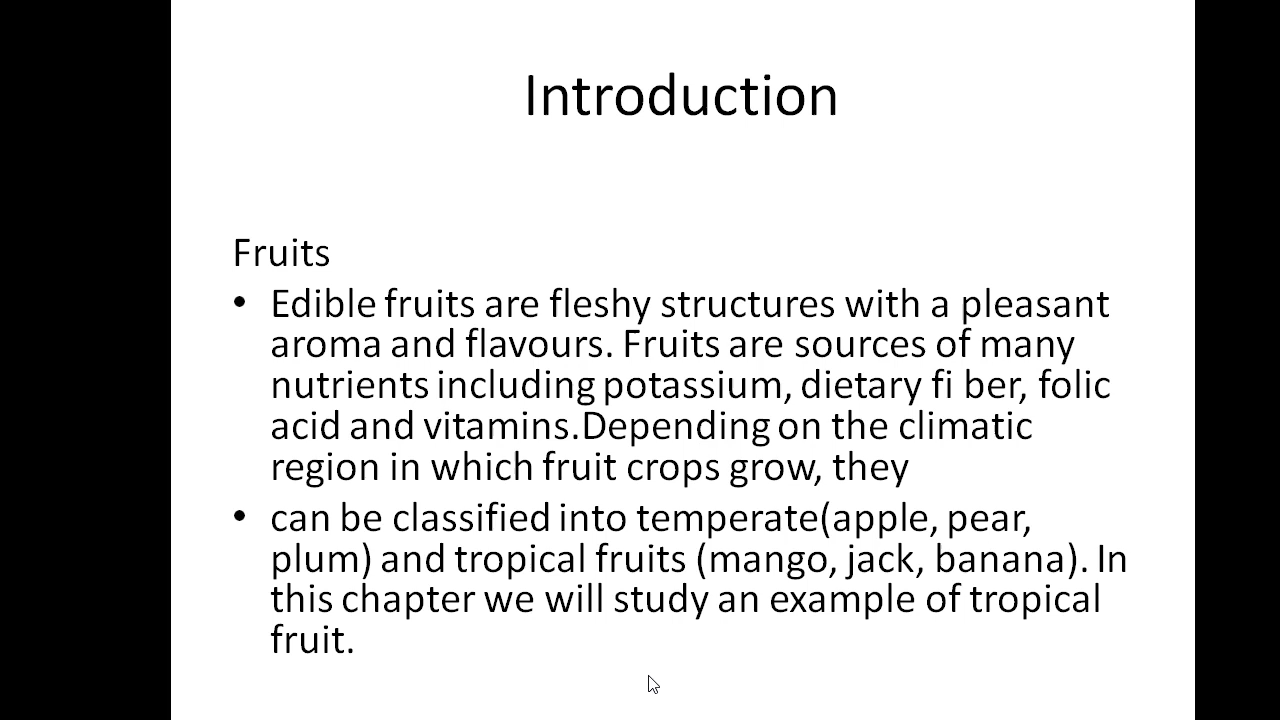 Introduction
Fruits
• Edible fruits are fleshy structures with a pleasant
aroma and flavours. Fruits are sources of many
nutrients including potassium, dietary fi ber, folic
acid and vitamins.Depending on the climatic
region in which fruit crops grow, they
• can be classified into temperate(apple, pear,
plum) and tropical fruits (mango, jack, banana). In
this chapter we will study an example of tropical
fruit.